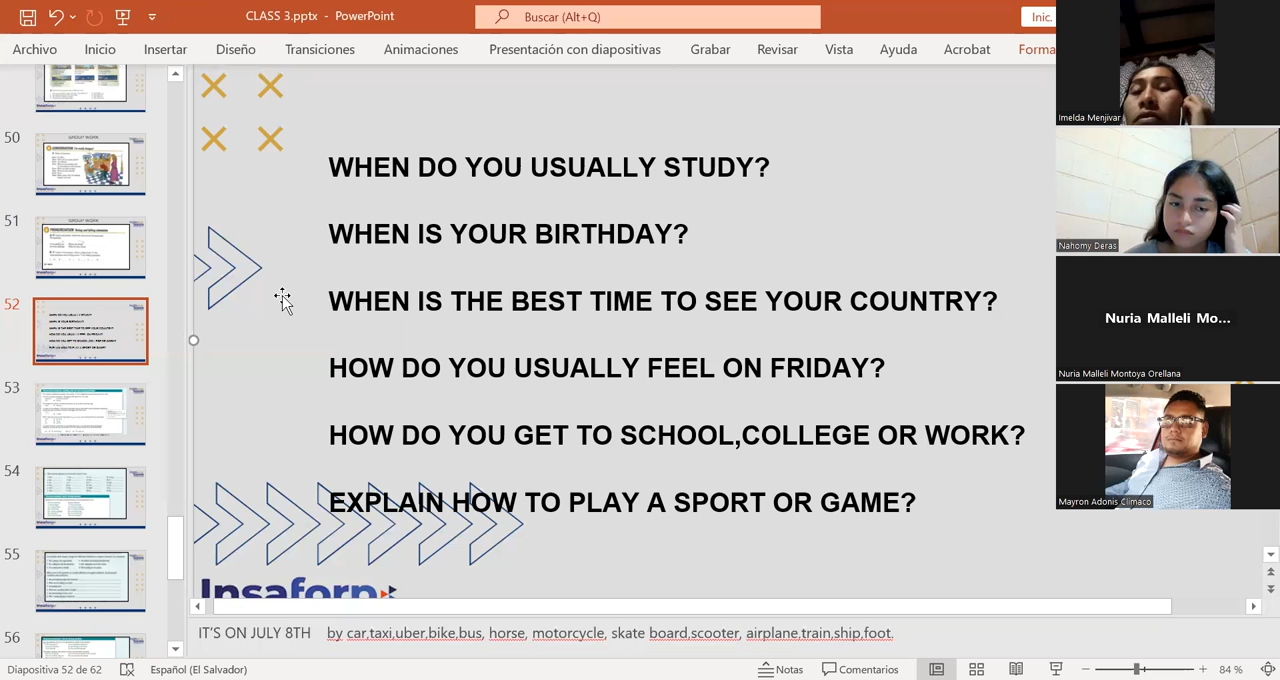 CLASS 3.pptx - PowerPoint
Buscar (Alt+Q)
Inic.
Archivo Inicio Insertar Diseño Transiciones Animaciones Presentación con diapositivas Grabar Revisar Vista Ayuda Acrobat Forma
50
51
52
53
54
55
56
WHEN DO YOU USUALLY STUDY?
WHEN IS YOUR BIRTHDAY?
WHEN IS THE BEST TIME TO SEE YOUR COUNTRY?
HOW DO YOU USUALLY FEEL ON FRIDAY?
HOW DO YOU GET TO SCHOOL,COLLEGE OR WORK?
EXPLAIN HOW TO PLAY A SPORT OR GAME?
Insaforp
IT'S ON JULY 8TH by car,taxi,uber,bike,bus, horse, motorcycle, skate board,scooter, airplane,train,ship,foot.
Diapositiva 52 de 62 Español (El Salvador) Notas Comentarios 84 %
Imelda Menjivar
Nahomy Deras
Nuria Malleli Mo...
Nuria Malleli Montoya Orellana
Mayron Adonis Climaco